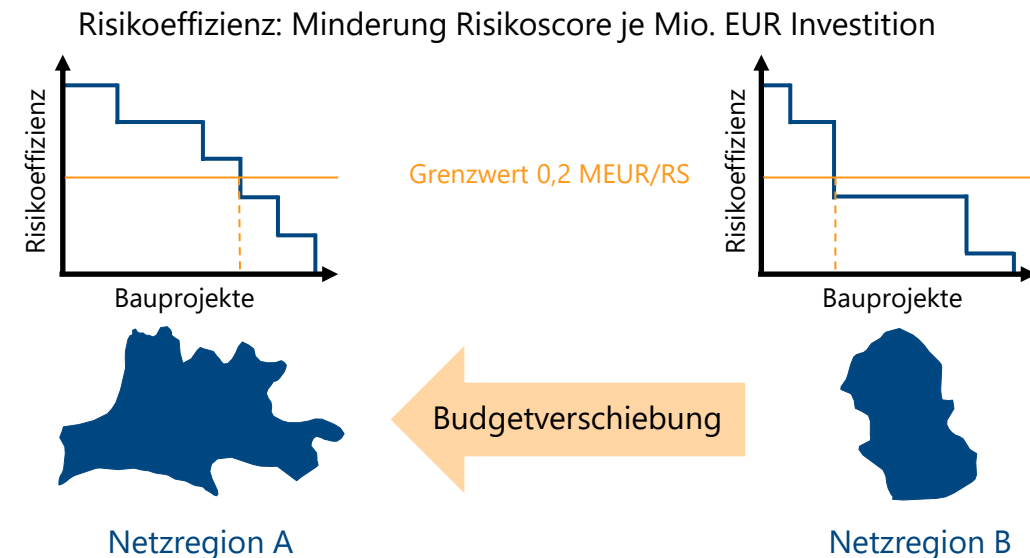 Risikoeffizienz: Minderung Risikoscore je Mio. EUR Investition
Risikoeffizienz
Bauprojekte
Grenzwert 0,2 MEUR/RS
Risikoeffizienz
Bauprojekte
Budgetverschiebung
Netzregion A
Netzregion B